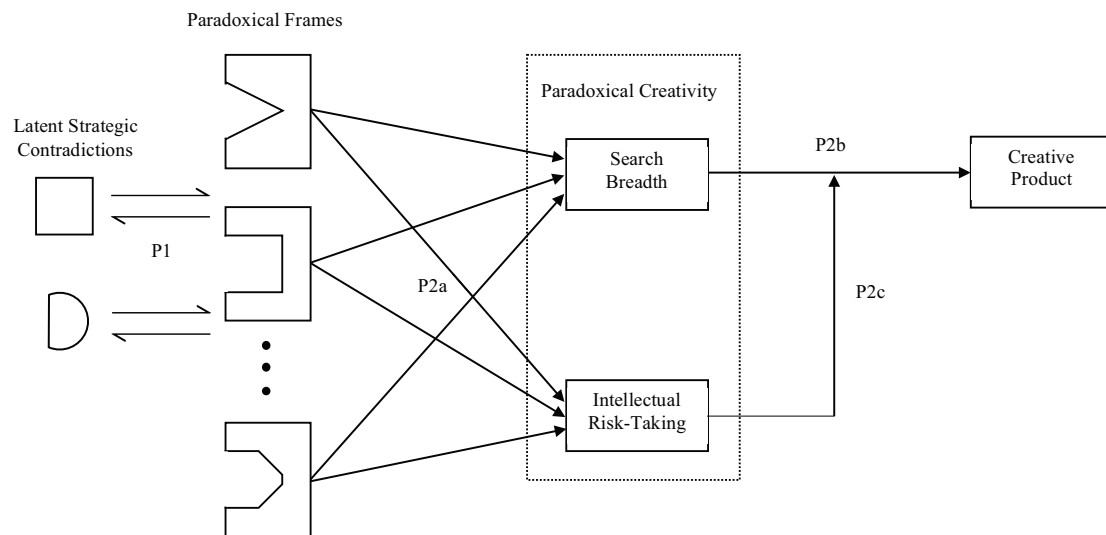 Paradoxical Frames
Latent Strategic
Contradictions
P1
P2a
Paradoxical Creativity
Search
Breadth
Intellectual
Risk-Taking
P2b
P2c
Creative
Product